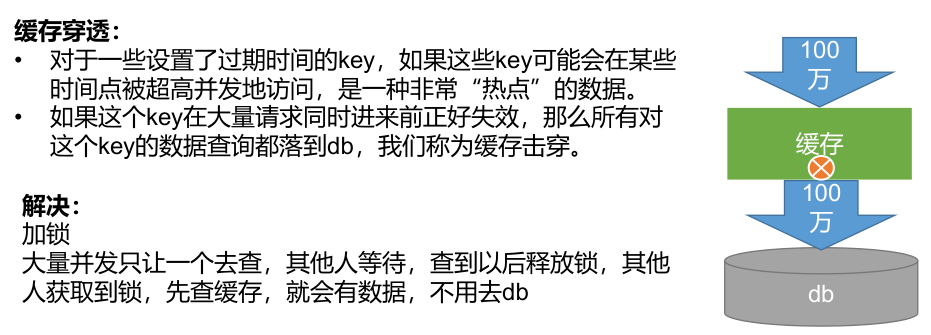 缓存穿透：
• 对于一些设置了过期时间的key，如果这些key可能会在某些
时间点被超高并发地访问，是一种非常“热点”的数据。
• 如果这个key在大量请求同时进来前正好失效，那么所有对
这个key的数据查询都落到db，我们称为缓存击穿。
解决：
加锁
大量并发只让一个去查，其他人等待，查到以后释放锁，其他
人获取到锁，先查缓存，就会有数据，不用去db
100
万
缓存
100
万
db